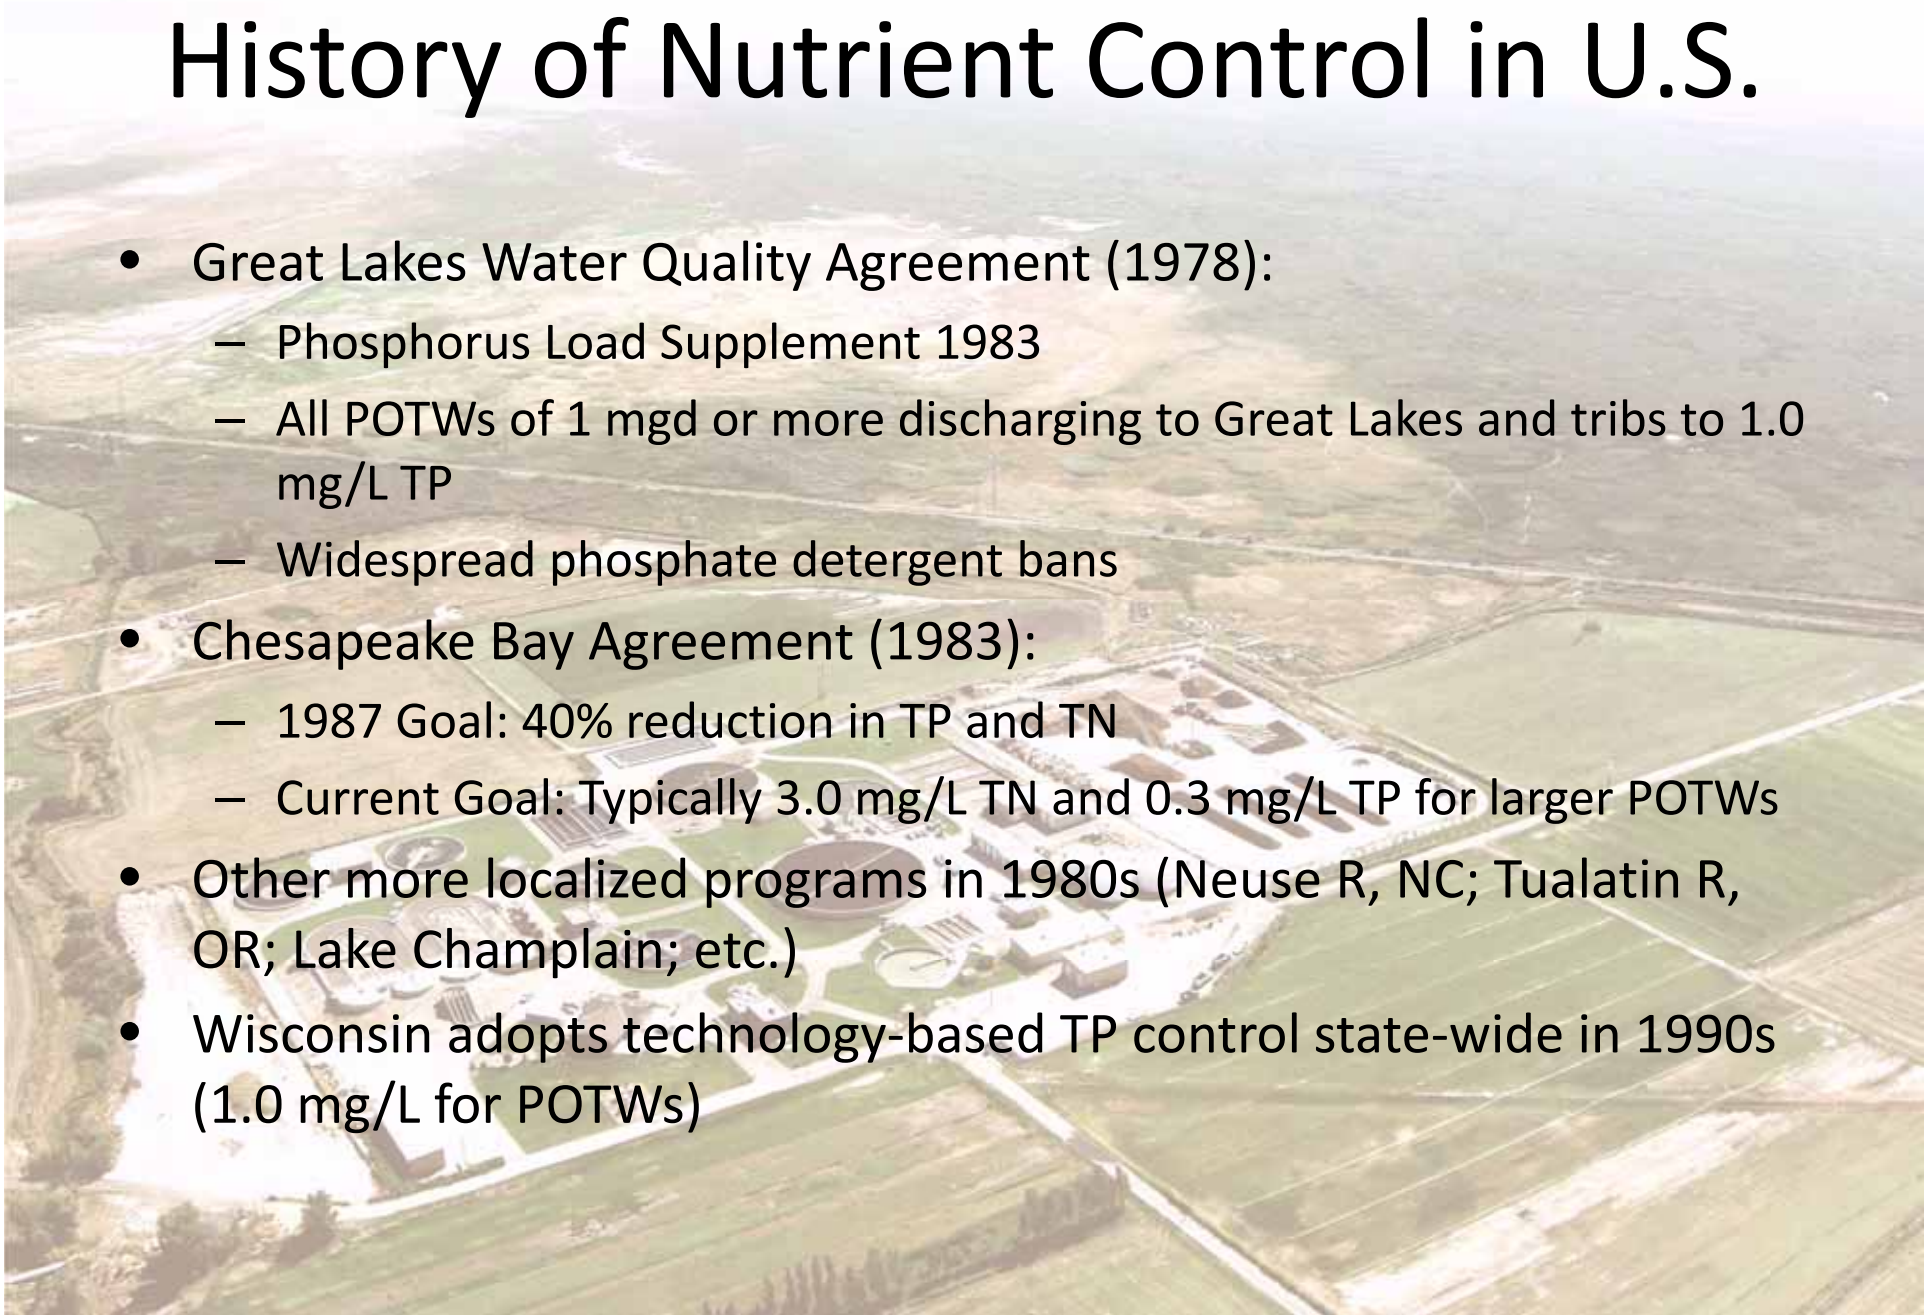 History of Nutrient Control in U.S.
• Great Lakes Water Quality Agreement (1978):
– Phosphorus Load Supplement 1983
– All POTWs of 1 mgd or more discharging to Great Lakes and tribs to 1.0
mg/L TP
– Widespread phosphate detergent bans
• Chesapeake Bay Agreement (1983):
– 1987 Goal: 40% reduction in TP and TN
– Current Goal: Typically 3.0 mg/L TN and 0.3 mg/L TP for larger POTWs
• Other more localized programs in 1980s (Neuse R, NC; Tualatin R,
OR; Lake Champlain; etc.)
• Wisconsin adopts technology-based TP control state-wide in 1990s
(1.0 mg/L for POTWs)